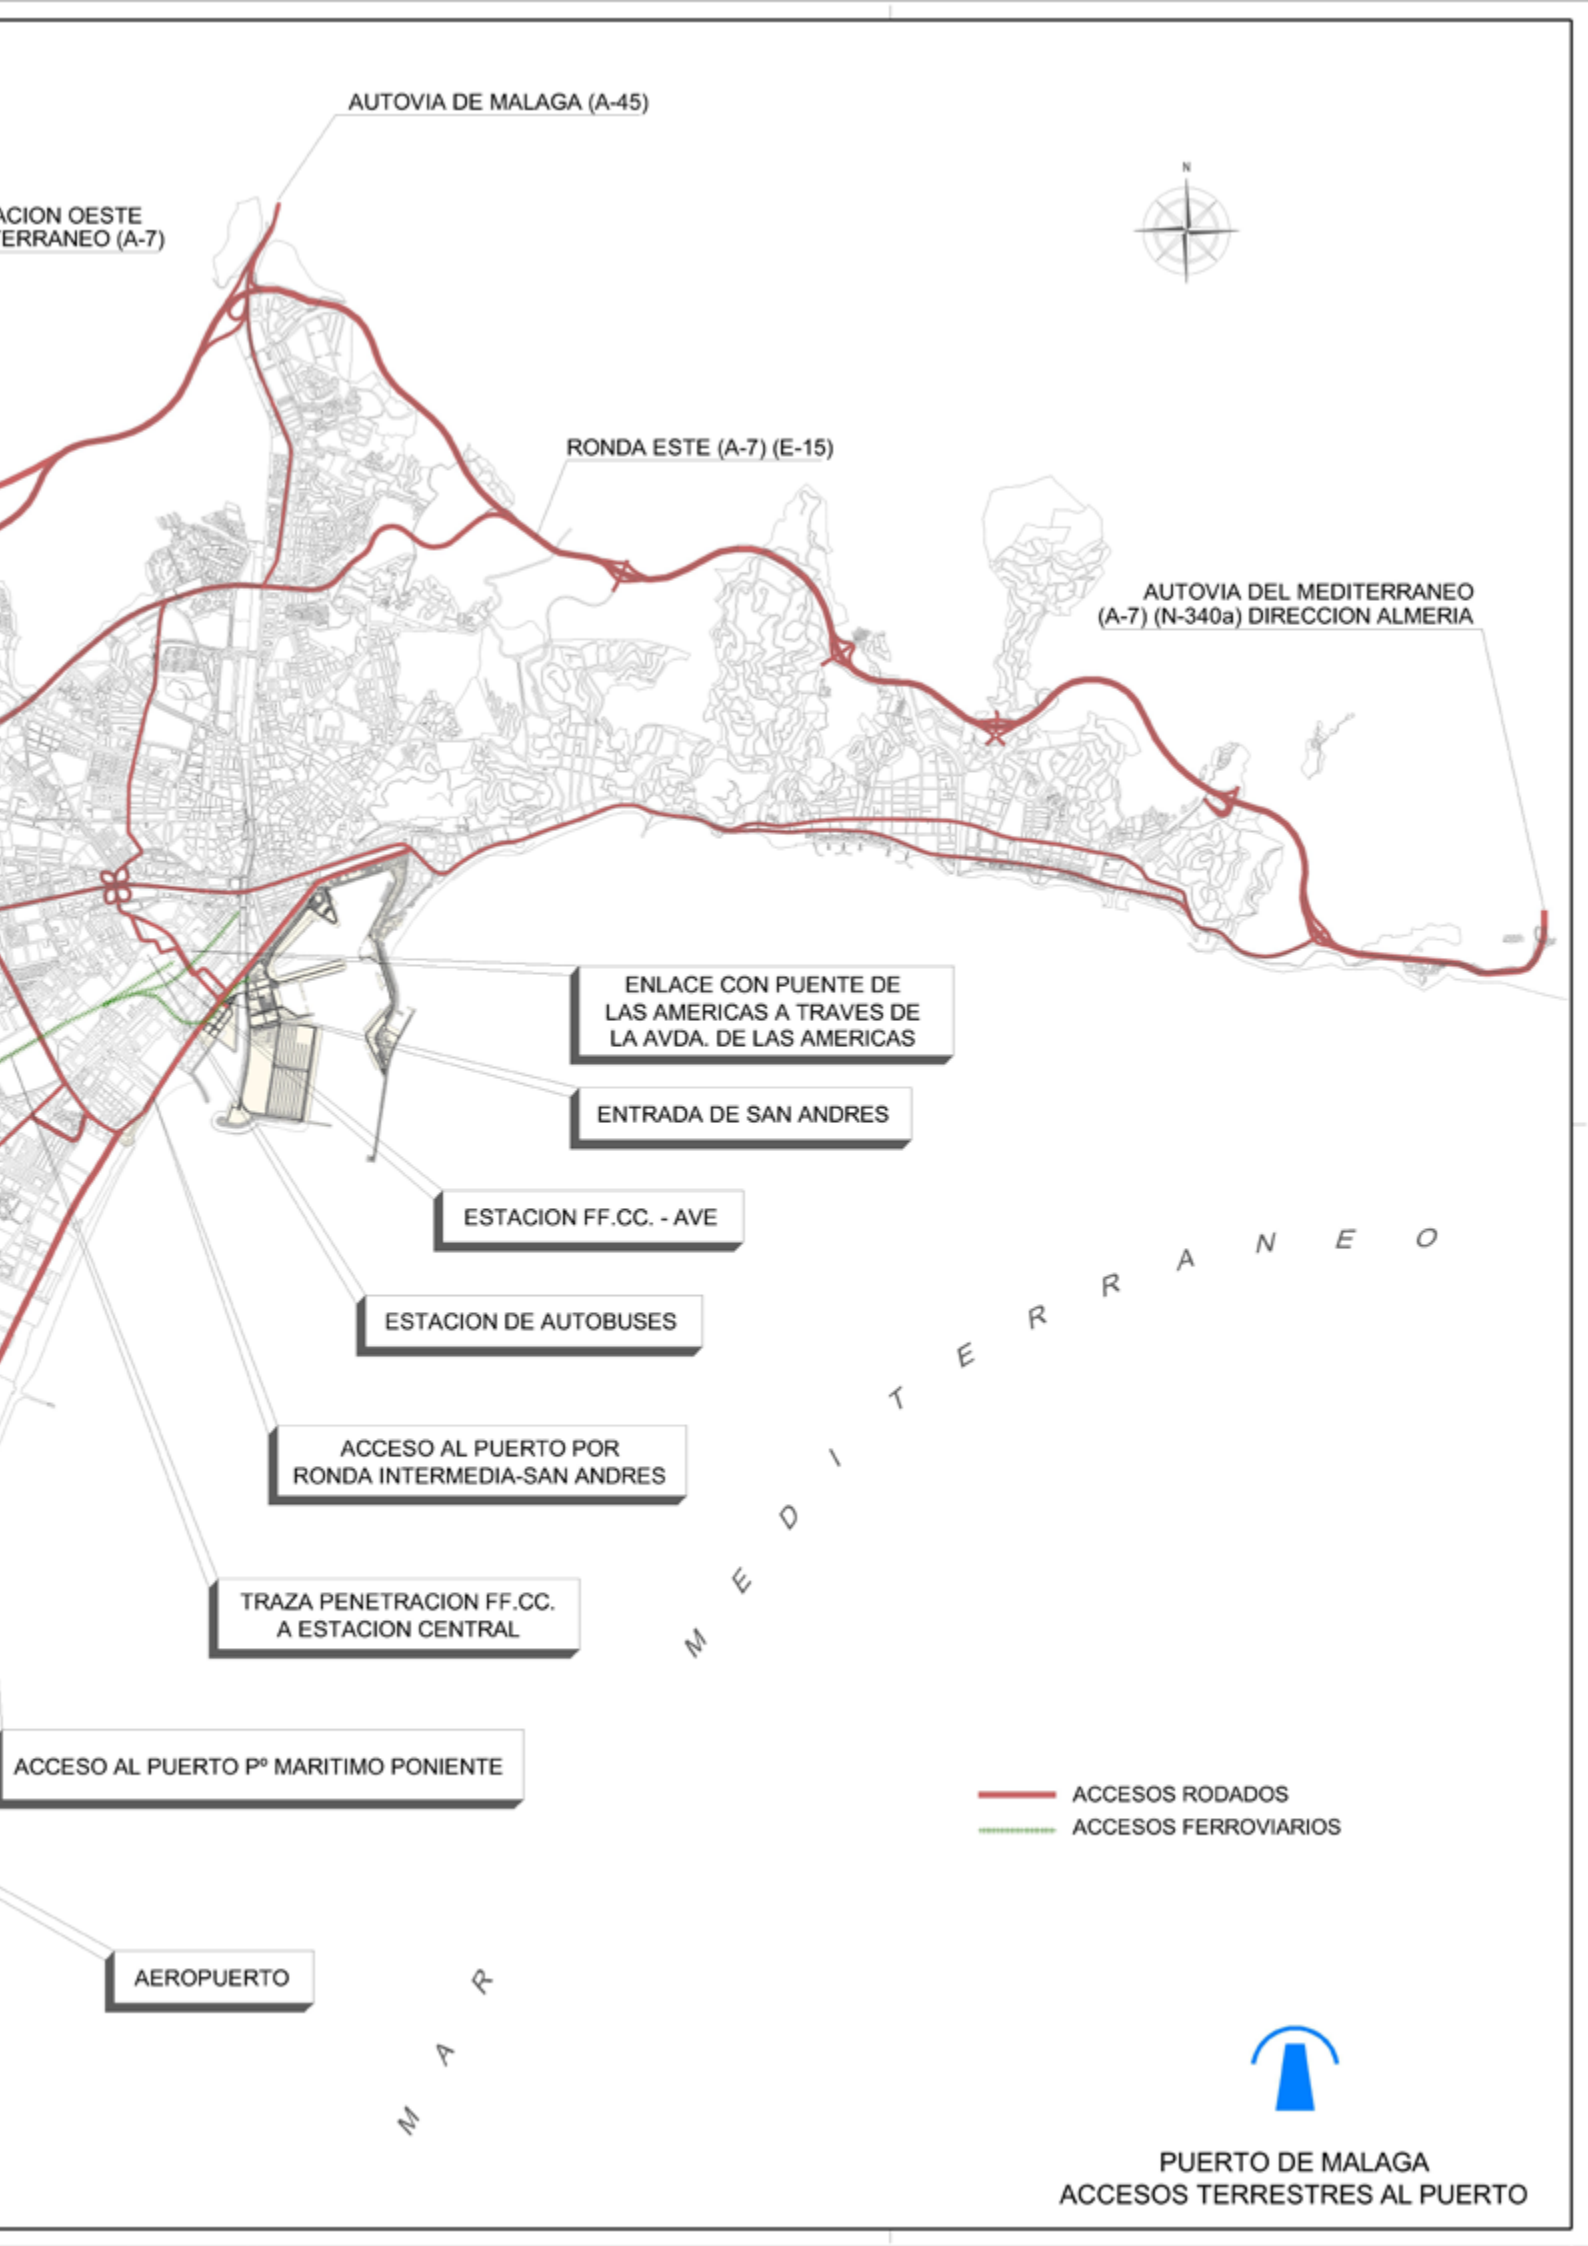 AUTOVIA DE MALAGA (A-45)
N
ACION OESTE
ERRANEO (A-7)
RONDA ESTE (A-7) (E-15)
AUTOVIA DEL MEDITERRANEO
(A-7) (N-340a) DIRECCION ALMERIA
ENLACE CON PUENTE DE
LAS AMERICAS A TRAVES DE
LA AVDA. DE LAS AMERICAS
ENTRADA DE SAN ANDRES
ESTACION FF.CC. - AVE
ESTACION DE AUTOBUSES
ACCESO AL PUERTO POR
RONDA INTERMEDIA-SAN ANDRES
TRAZA PENETRACION FF.CC.
A ESTACION CENTRAL
ACCESO AL PUERTO Pº MARITIMO PONIENTE
AEROPUERTO
MAR MEDITERRANEO
ACCESOS RODADOS
ACCESOS FERROVIARIOS
PUERTO DE MALAGA
ACCESOS TERRESTRES AL PUERTO